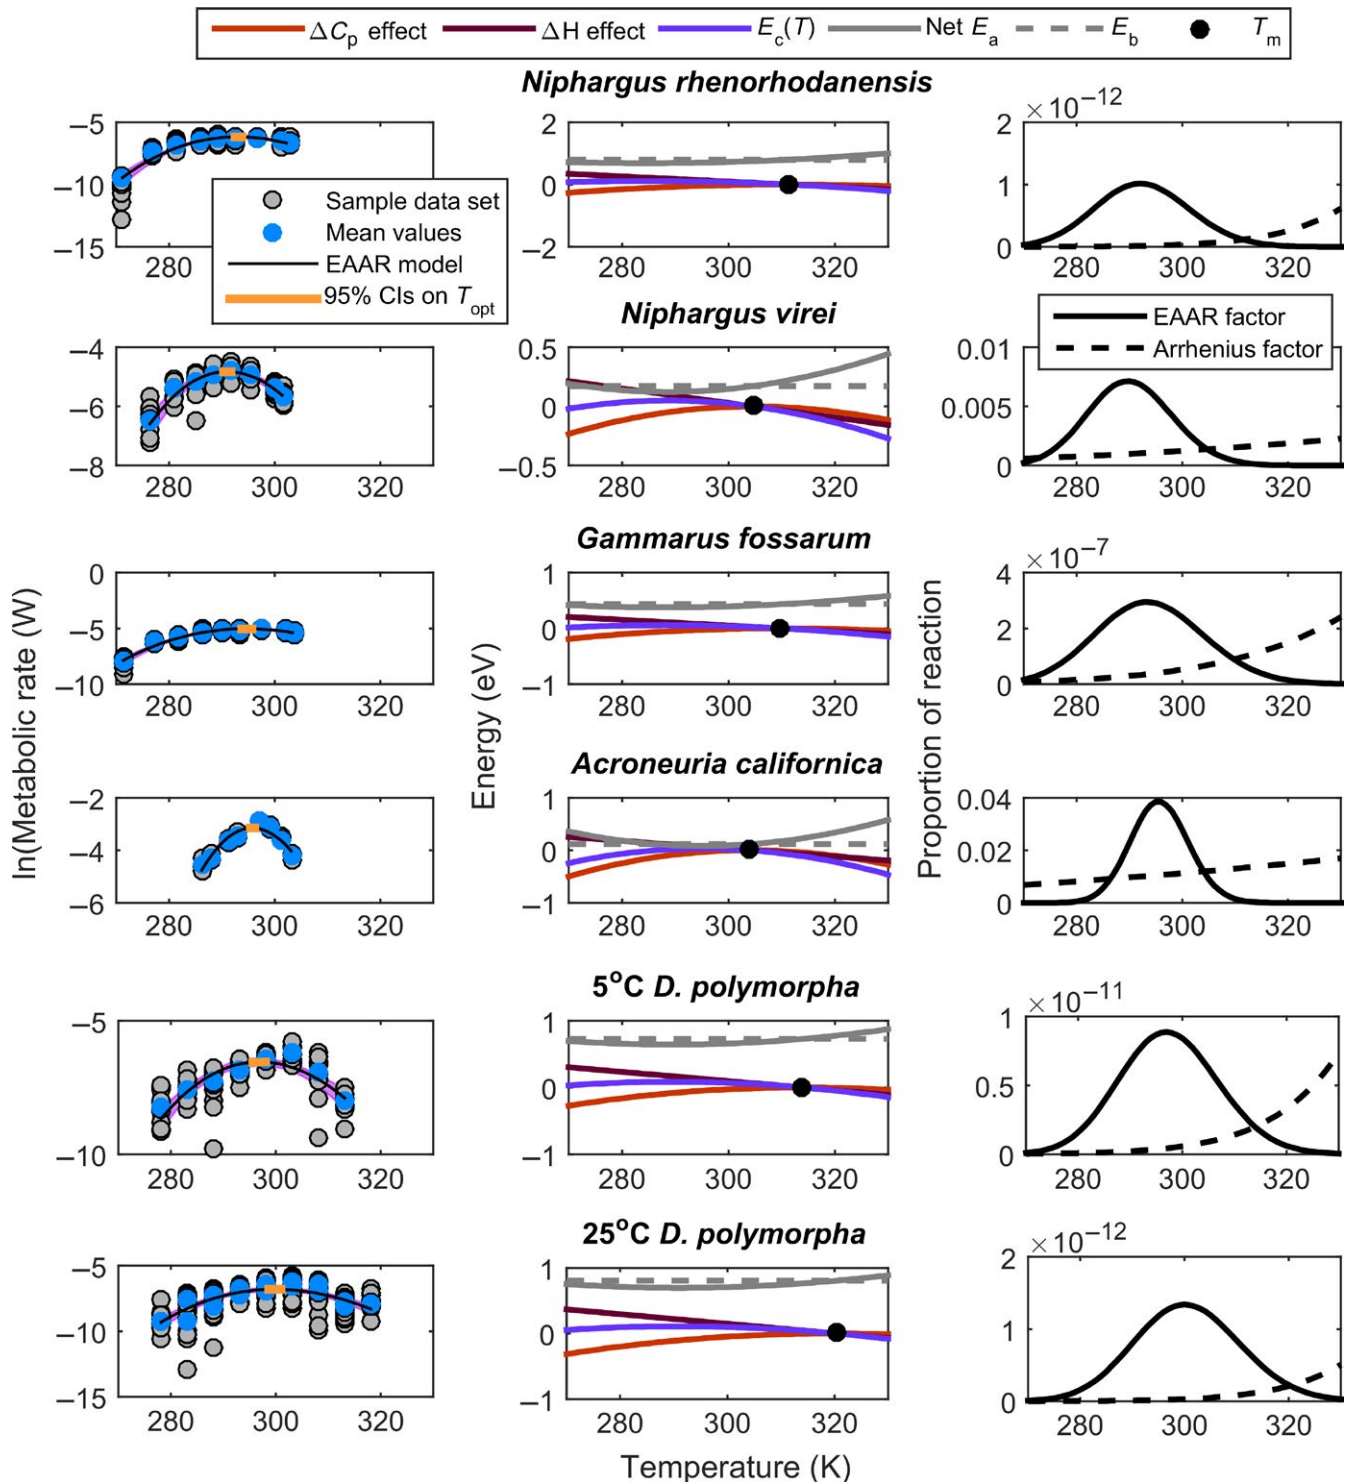 ΔCp effect ΔH effect Ec(T) Net Ea Eb Tm
Niphargus rhenorhodanensis
−5
−10
−15
280
Sample data set
Mean values
EAAR model
95% CIs on Topt
2
0
−2
280 300 320
× 10−12
2
1
0
280 300 320
Niphargus virei
−4
−6
−8
280 300 320
0.5
0
−0.5
280 300 320
EAAR factor
Arrhenius factor
0.01
0.005
0
280 300 320
Gammarus fossarum
0
−5
−10
280 300 320
1
0
−1
280 300 320
× 10−7
4
2
0
280 300 320
Acroneuria californica
−2
−4
−6
280 300 320
1
0
−1
280 300 320
0.04
0.02
0
280 300 320
5°C D. polymorpha
−5
−10
280 300 320
1
0
−1
280 300 320
× 10−11
1
0.5
0
280 300 320
25°C D. polymorpha
−5
−10
−15
280 300 320
1
0
−1
280 300 320
× 10−12
2
1
0
280 300 320
ln(Metabolic rate (W)
Energy (eV)
Proportion of reaction
Temperature (K)